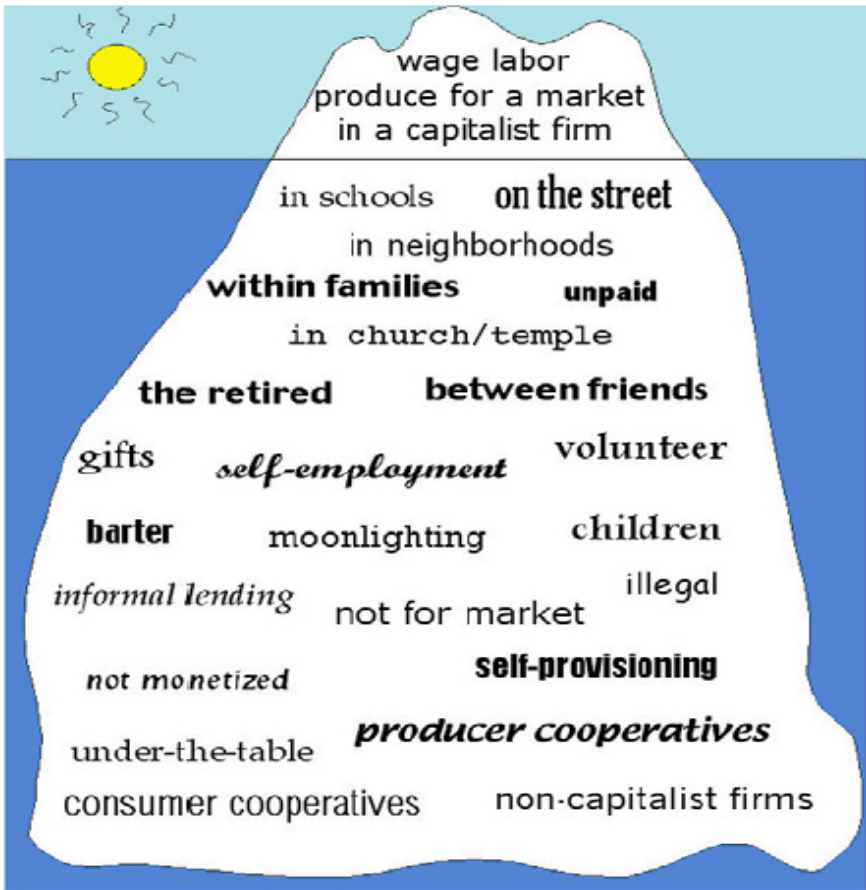 wage labor
produce for a market
in a capitalist firm
in schools on the street
in neighborhoods
within families unpaid
in church/temple
the retired between friends
gifts self-employment volunteer
barter moonlighting children
informal lending not for market illegal
not monetized self-provisioning
under-the-table producer cooperatives
consumer cooperatives non-capitalist firms